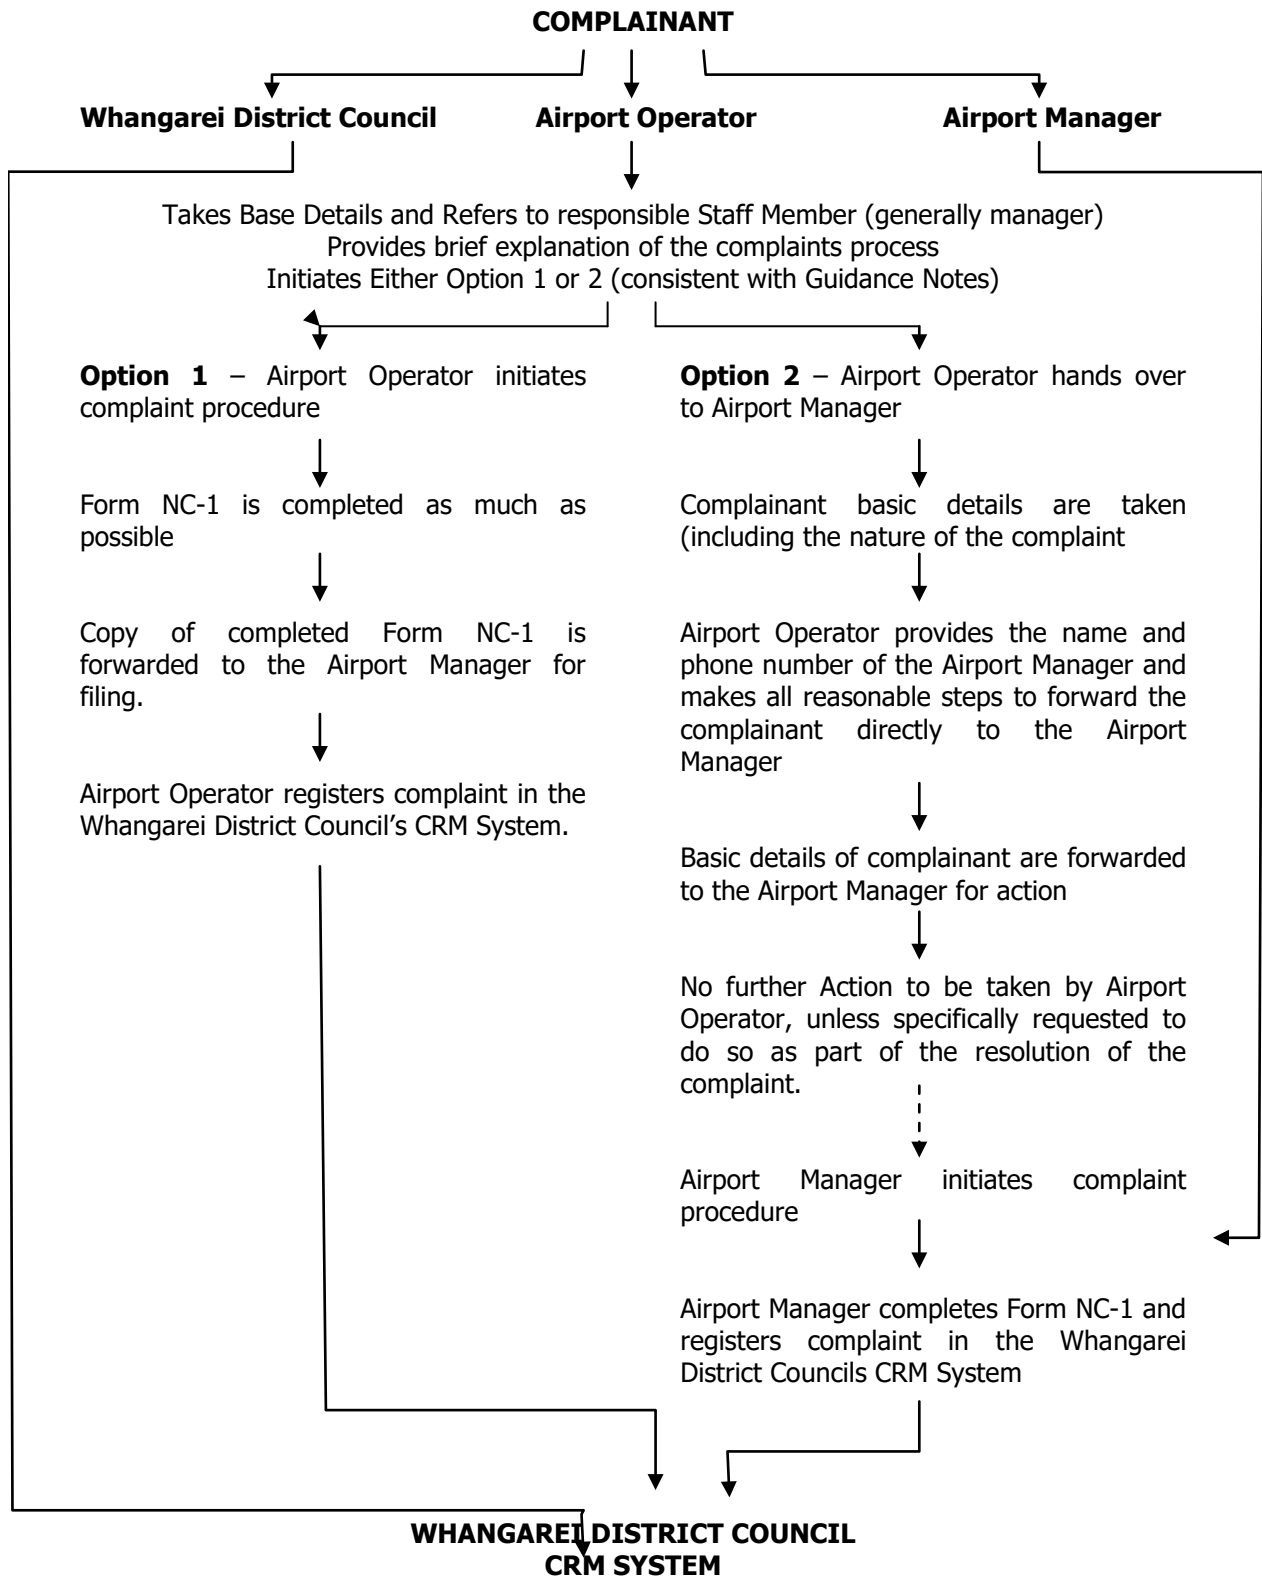 COMPLAINANT
Whangarei District Council
Airport Operator
Airport Manager
Takes Base Details and Refers to responsible Staff Member (generally manager)
Provides brief explanation of the complaints process
Initiates Either Option 1 or 2 (consistent with Guidance Notes)
Option 1 – Airport Operator initiates
complaint procedure
Form NC-1 is completed as much as
possible
Copy of completed Form NC-1 is
forwarded to the Airport Manager for
filing.
Airport Operator registers complaint in the
Whangarei District Council’s CRM System.
Option 2 – Airport Operator hands over
to Airport Manager
Complainant basic details are taken
(including the nature of the complaint
Airport Operator provides the name and
phone number of the Airport Manager and
makes all reasonable steps to forward the
complainant directly to the Airport
Manager
Basic details of complainant are forwarded
to the Airport Manager for action
No further Action to be taken by Airport
Operator, unless specifically requested to
do so as part of the resolution of the
complaint.
Airport Manager initiates complaint
procedure
Airport Manager completes Form NC-1 and
registers complaint in the Whangarei
District Councils CRM System
WHANGAREI DISTRICT COUNCIL
CRM SYSTEM